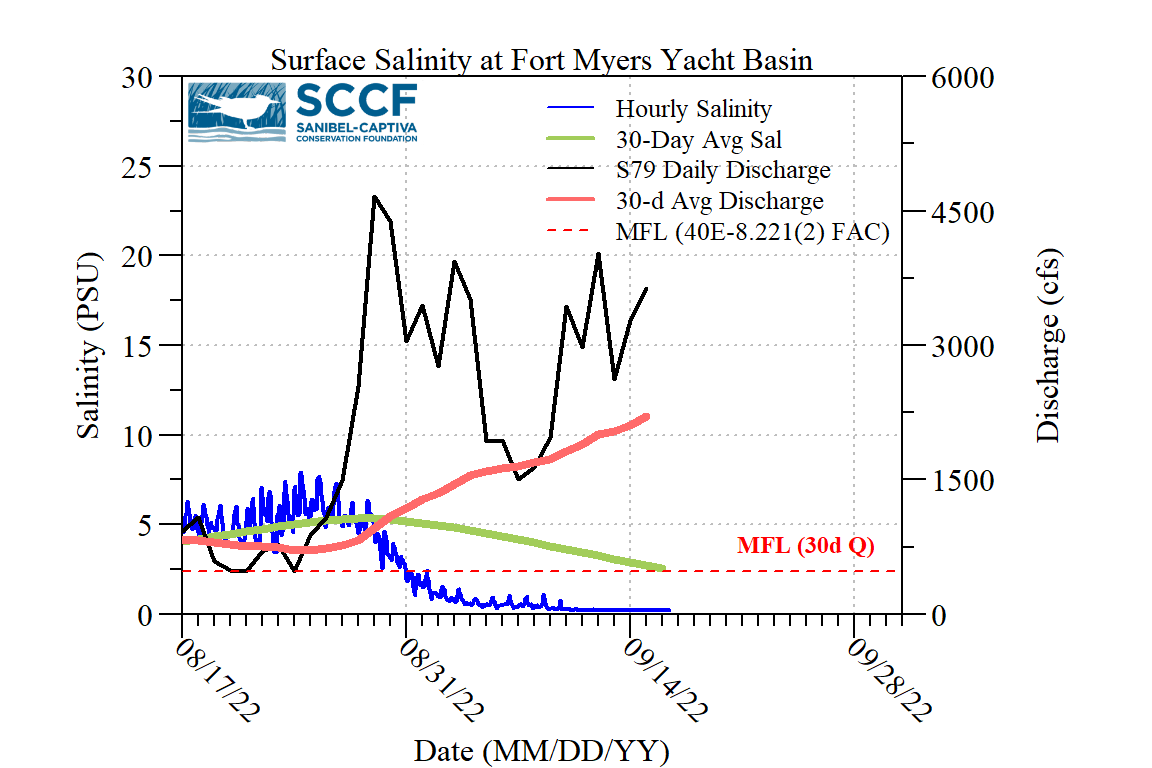 Surface Salinity at Fort Myers Yacht Basin
SCCF
SANIBEL-CAPTIVA
CONSERVATION FOUNDATION
Hourly Salinity
30-Day Avg Sal
S79 Daily Discharge
30-d Avg Discharge
MFL (40E-8.221(2) FAC)
MFL (30d Q)
Salinity (PSU)
30
25
20
15
10
5
0
Discharge (cfs)
6000
4500
3000
1500
0
08/17/22
08/31/22
09/14/22
09/28/22
Date (MM/DD/YY)